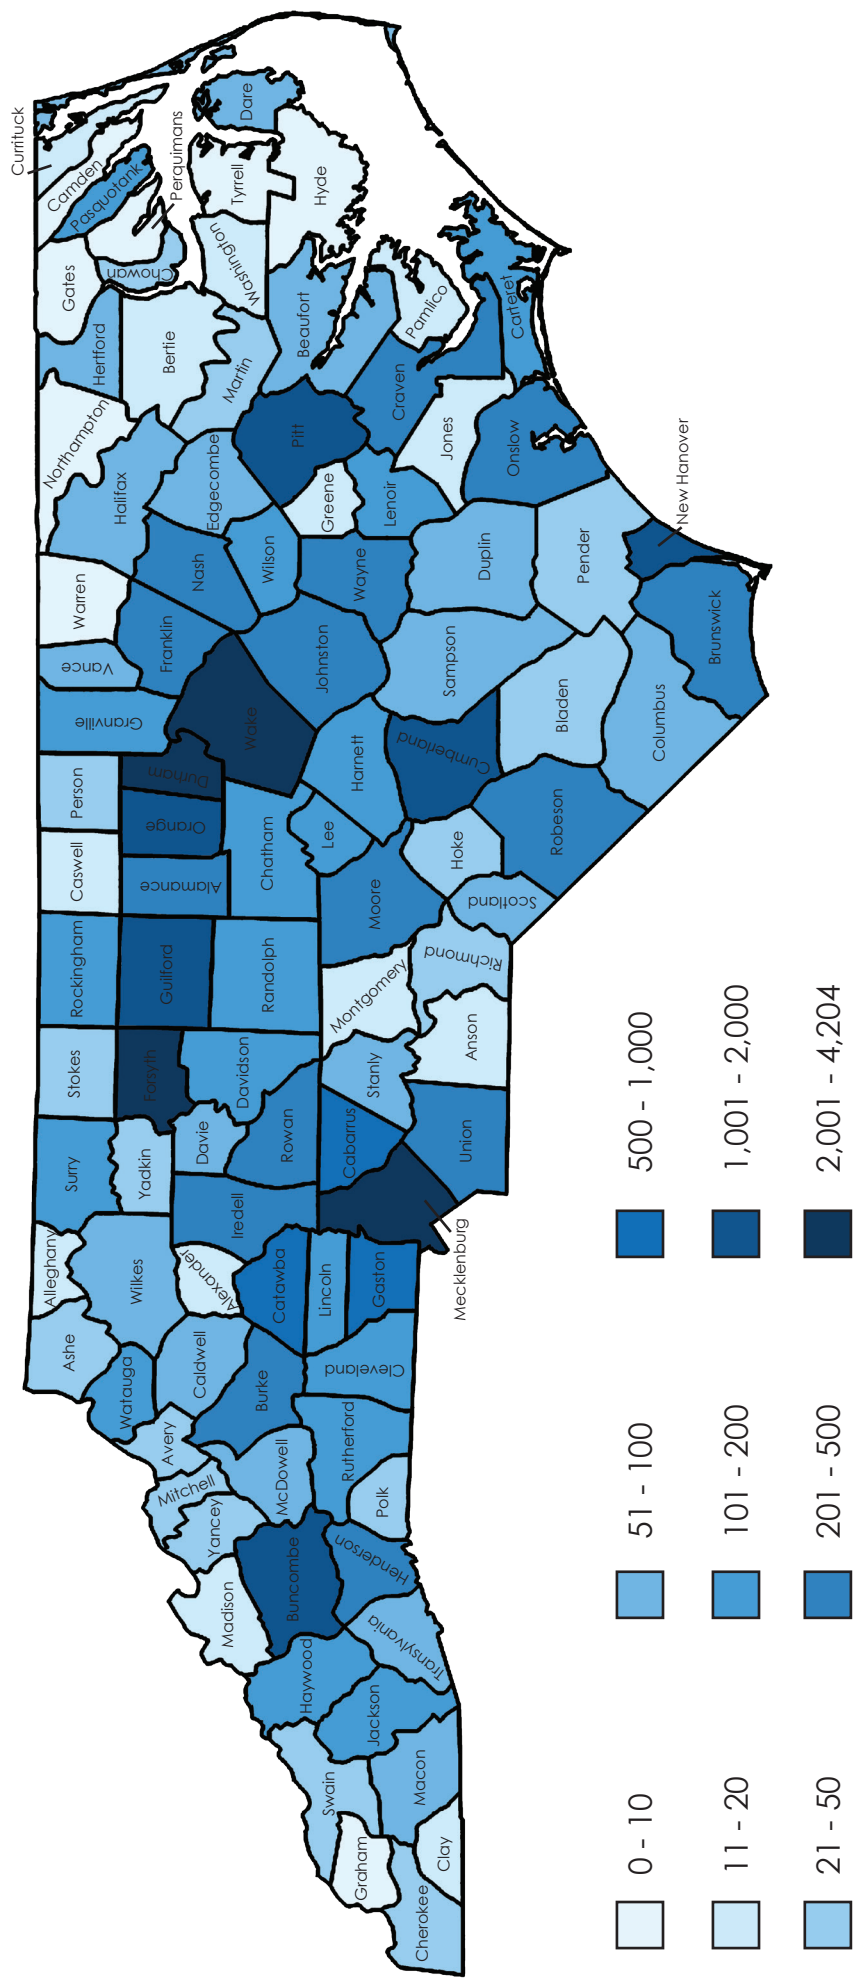 Cherokee
Graham
Clay
Swain
Macon
Jackson
Haywood
Transylvania
Madison
Buncombe
Henderson
Yancey
Mitchell
Avery
McDowell
Polk
Rutherford
Burke
Cleveland
Watauga
Caldwell
Ashe
Alleghany
Wilkes
Alexander
Catawba
Lincoln
Gaston
Mecklenburg
Surry
Yadkin
Iredell
Davie
Rowan
Cabarrus
Union
Stokes
Forsyth
Davidson
Stanly
Anson
Rockingham
Guilford
Randolph
Montgomery
Richmond
Caswell
Alamance
Chatham
Moore
Scotland
Hoke
Person
Orange
Durham
Lee
Harnett
Cumberland
Robeson
Granville
Wake
Vance
Franklin
Johnston
Sampson
Bladen
Columbus
Brunswick
Warren
Nash
Wilson
Wayne
Duplin
Pender
New Hanover
Northampton
Halifax
Edgecombe
Greene
Lenoir
Pitt
Jones
Onslow
Hertford
Bertie
Martin
Beaufort
Craven
Pamlico
Carteret
Gates
Chowan
Washington
Perquimans
Pasquotank
Camden
Currituck
Tyrrell
Hyde
Dare
0 - 10
11 - 20
21 - 50
51 - 100
101 - 200
201 - 500
500 - 1,000
1,001 - 2,000
2,001 - 4,204